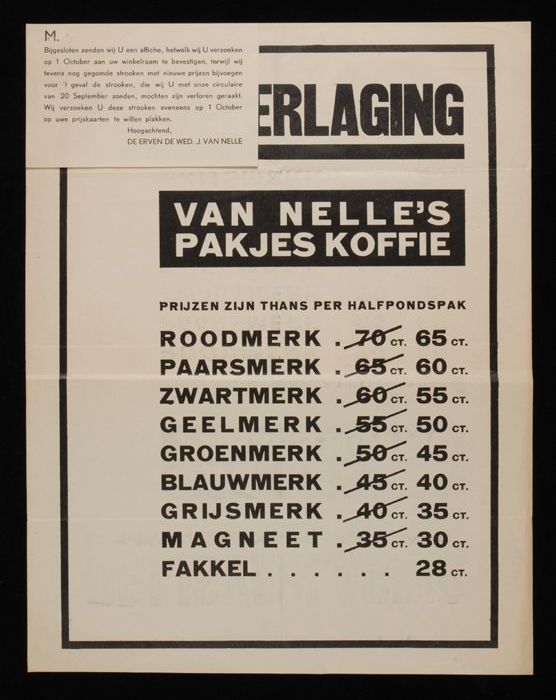 M.
Bijgesloten zenden wij U een affiche, hetwelk wij U verzoeken
op 1 October aan uw winkelraam te bevestigen, terwijl wij
tevens nog gegomde strooken met nieuwe prijzen bijvoegen
voor 't geval de strooken, die wij U met onze circulaire
van 20 September zonden, mochten zijn verloren geraakt.
Wij verzoeken U deze strooken eveneens op 1 October
op uwe prijskaarten te willen plakken.
Hoogachtend,
DE ERVEN DE WED. J. VAN NELLE
ERLAGING
VAN NELLE'S
PAKJES KOFFIE
PRIJZEN ZIJN THANS PER HALFPONDSPAK
ROODMERK . 70 CT. 65 CT.
PAARSMERK . 65 CT. 60 CT.
ZWARTMERK . 60 CT. 55 CT.
GEELMERK . 55 CT. 50 CT.
GROENMERK . 50 CT. 45 CT.
BLAUWMERK . 45 CT. 40 CT.
GRIJSMERK . 40 CT. 35 CT.
MAGNEET . 35 CT. 30 CT.
FAKKEL . . . . . . 28 CT.